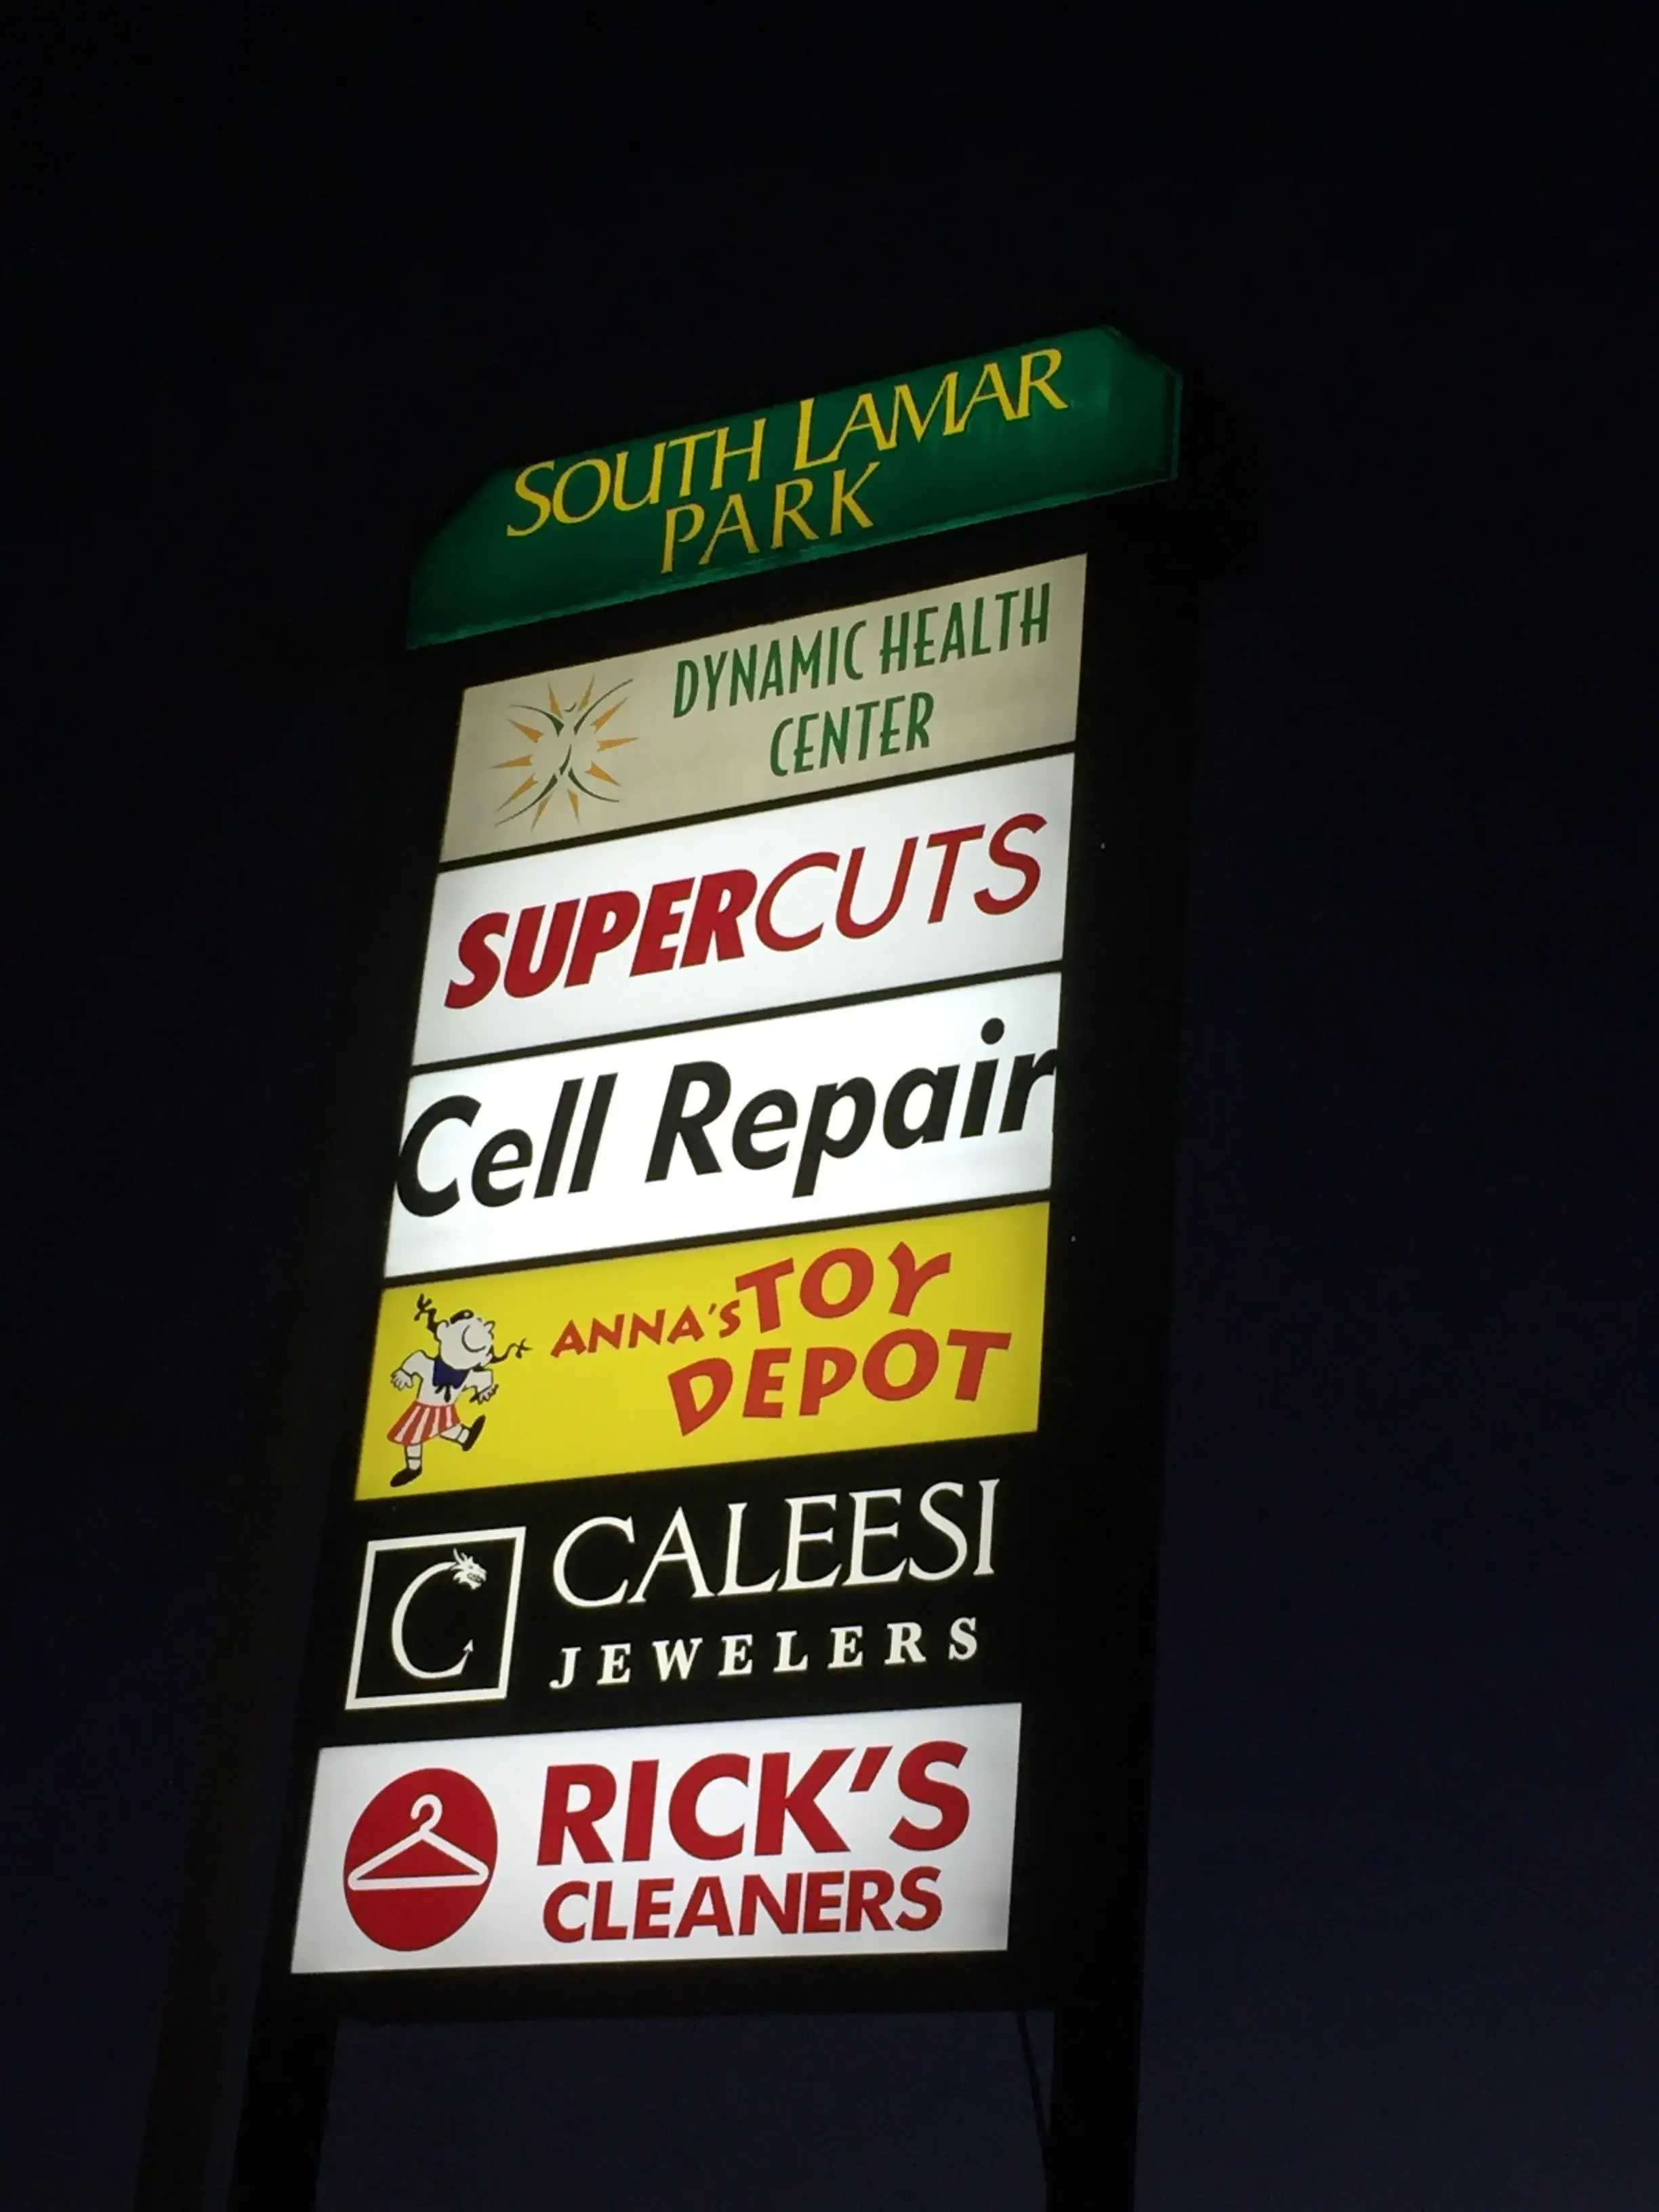 SOUTH LAMAR
PARK
DYNAMIC HEALTH
CENTER
SUPERCUTS
Cell Repair
ANNA'S TOY
DEPOT
CALEESI
JEWELERS
RICK'S
CLEANERS